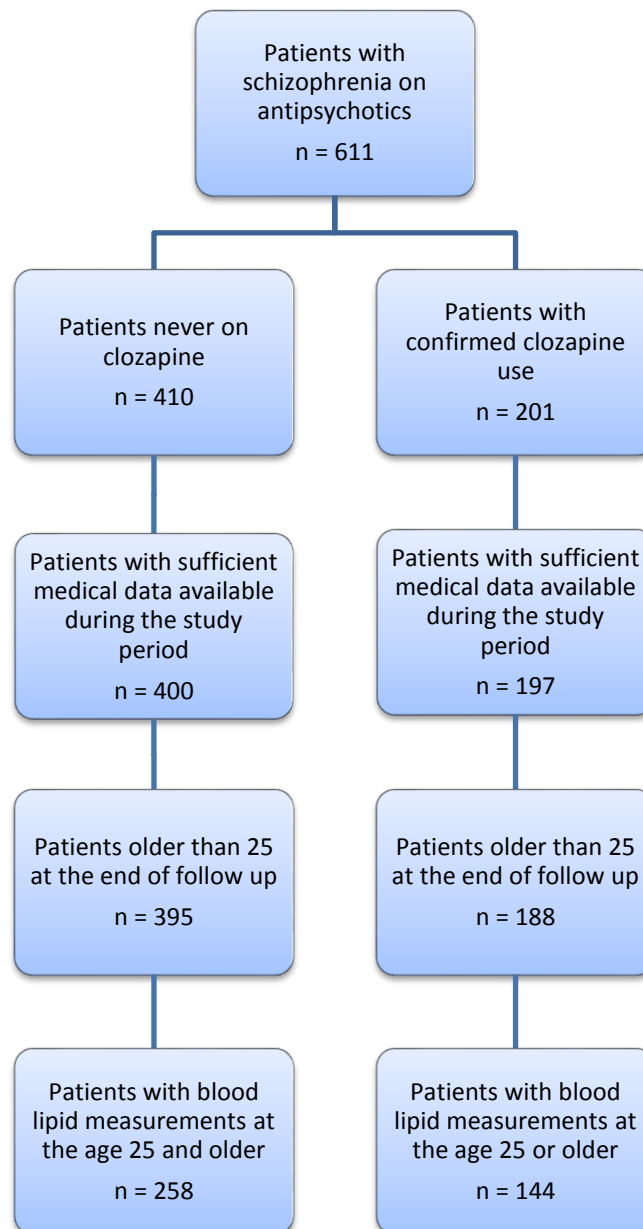 Patients with
schizophrenia on
antipsychotics
n = 611
Patients never on
clozapine
n = 410
Patients with
confirmed clozapine
use
n = 201
Patients with sufficient
medical data available
during the study
period
n = 400
Patients with sufficient
medical data available
during the study
period
n = 197
Patients older than 25
at the end of follow up
n = 395
Patients older than 25
at the end of follow up
n = 188
Patients with blood
lipid measurements at
the age 25 and older
n = 258
Patients with blood
lipid measurements at
the age 25 or older
n = 144